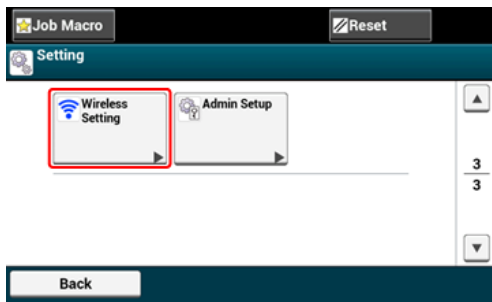 Job Macro
Reset
Setting
Wireless
Setting
Admin Setup
3
3
Back